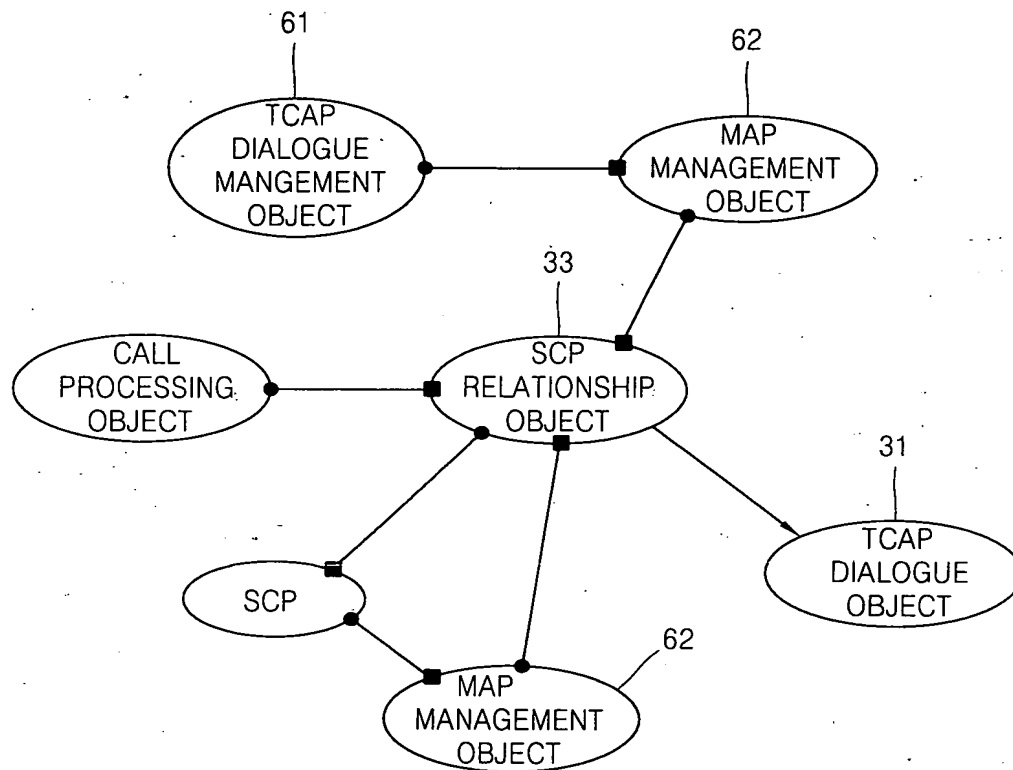 61
TCAP
DIALOGUE
MANGEMENT
OBJECT
62
MAP
MANAGEMENT
OBJECT
33
SCP
RELATIONSHIP
OBJECT
CALL
PROCESSING
OBJECT
31
TCAP
DIALOGUE
OBJECT
SCP
62
MAP
MANAGEMENT
OBJECT